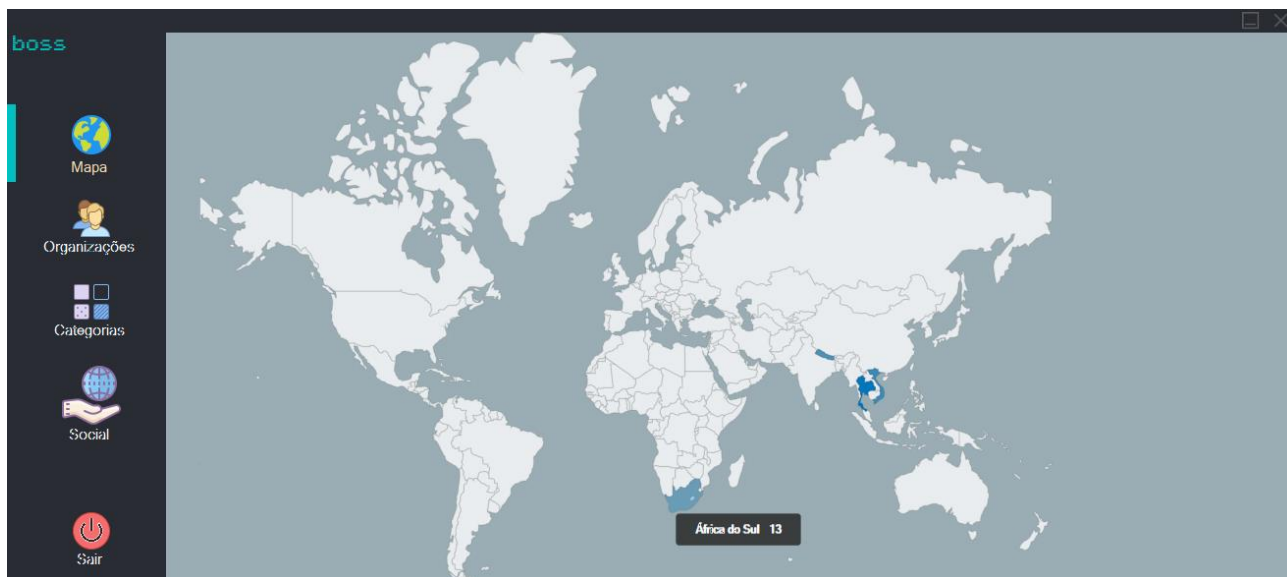 boss
Mapa
Organizações
Categorias
Social
Sair
África do Sul 13